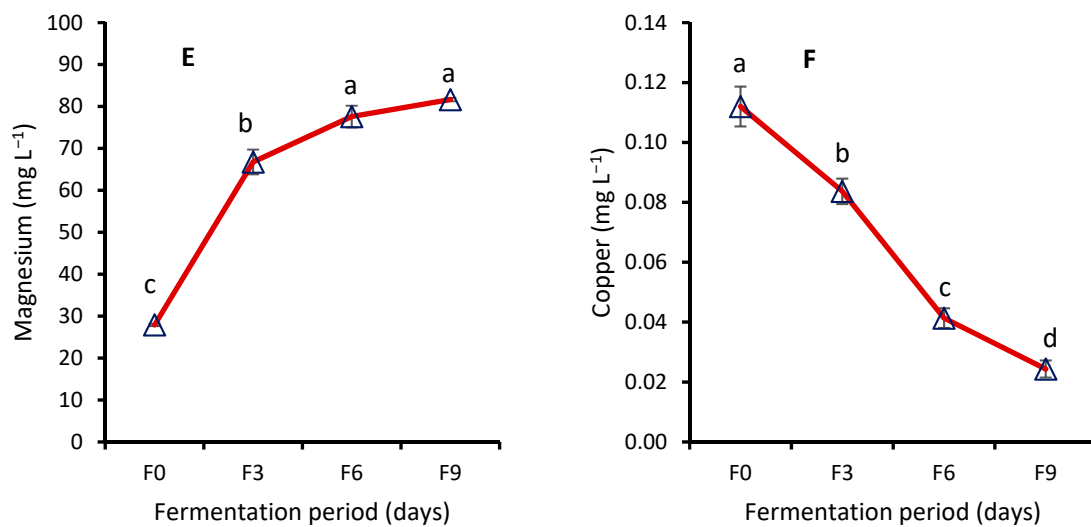 E
Magnesium (mg L⁻¹)
100
90
80
70
60
50
40
30
20
10
0
c
b
a
a
F0 F3 F6 F9
Fermentation period (days)
F
Copper (mg L⁻¹)
0.14
0.12
0.10
0.08
0.06
0.04
0.02
0.00
a
b
c
d
F0 F3 F6 F9
Fermentation period (days)